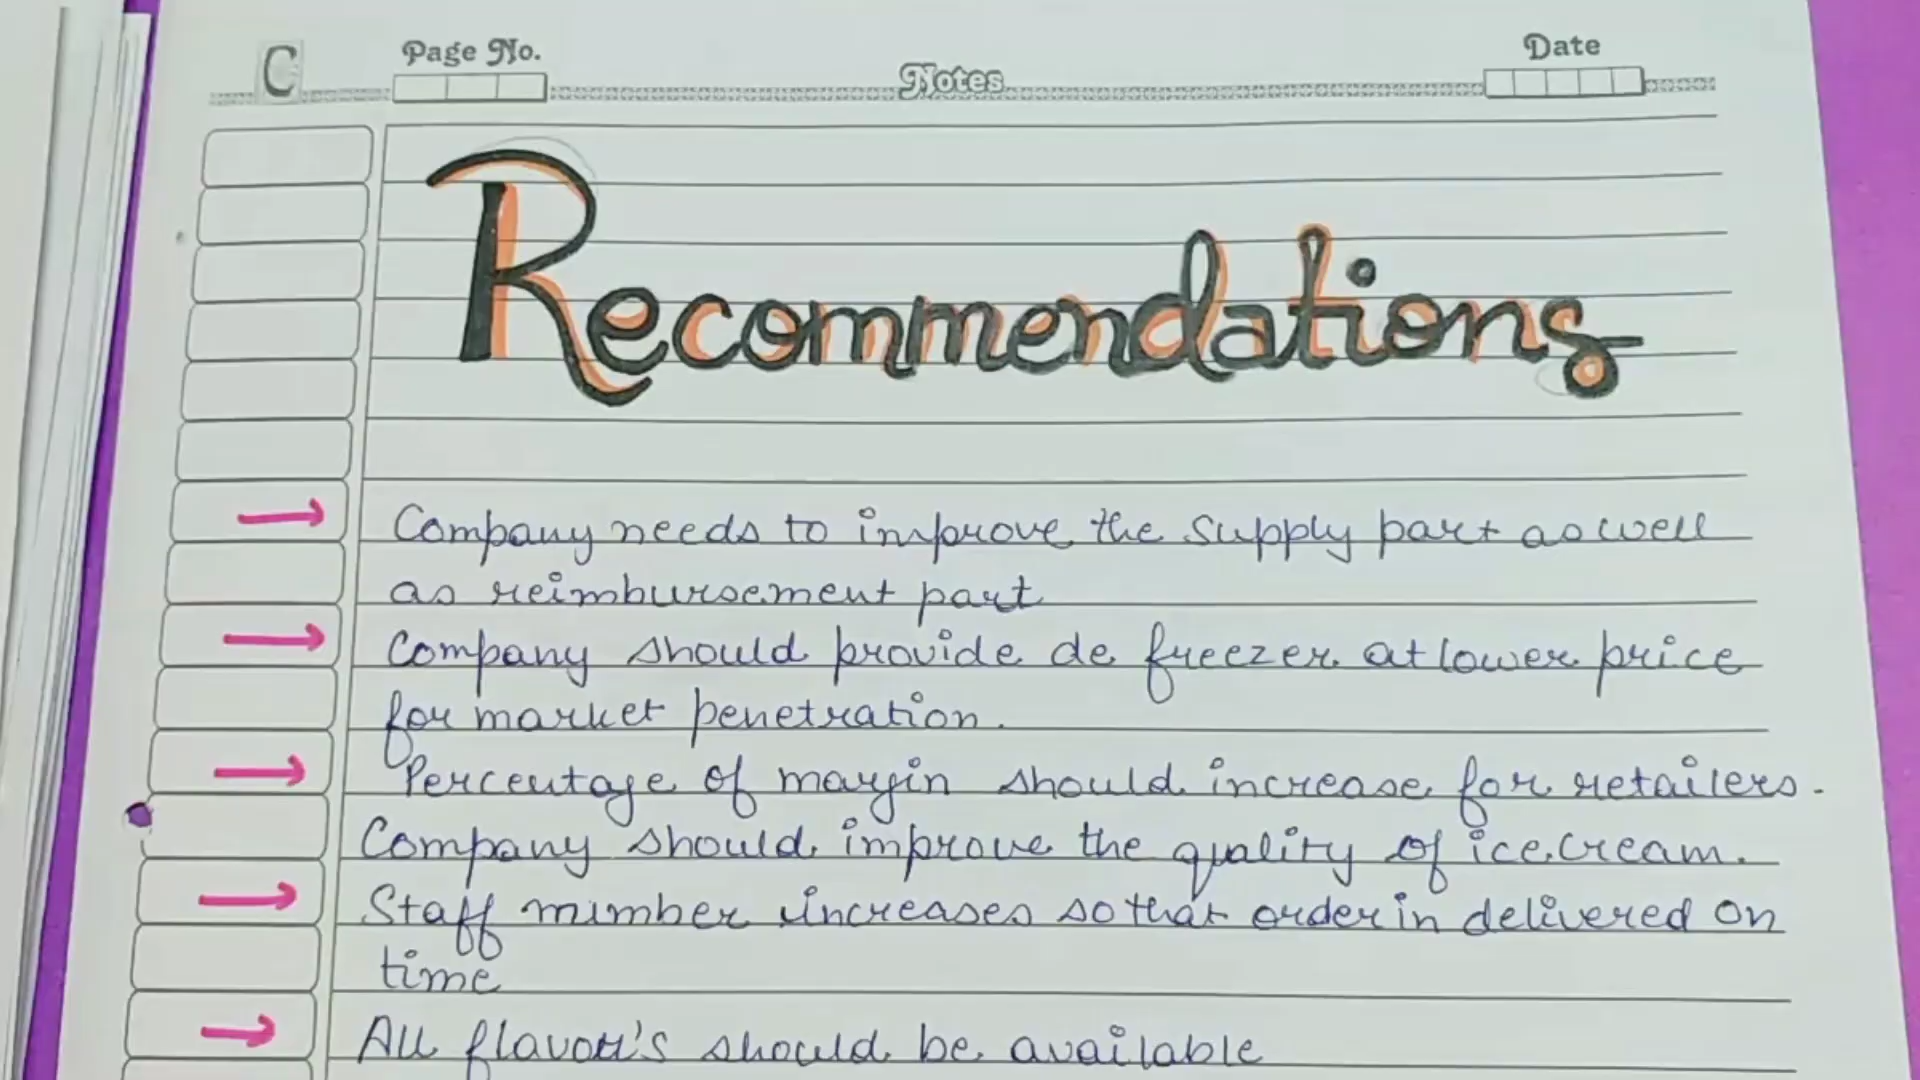 C
Page No.
Notes
Date
Recommendations
→ Company needs to improve the supply part as well
as reimbursement part
→ Company should provide de freezer at lower price
for market penetration.
→ Percentage of margin should increase for retailers.
Company should improve the quality of ice.cream.
→ Staff mimber increases so that order in delivered on
time
→ All flavou's should be available